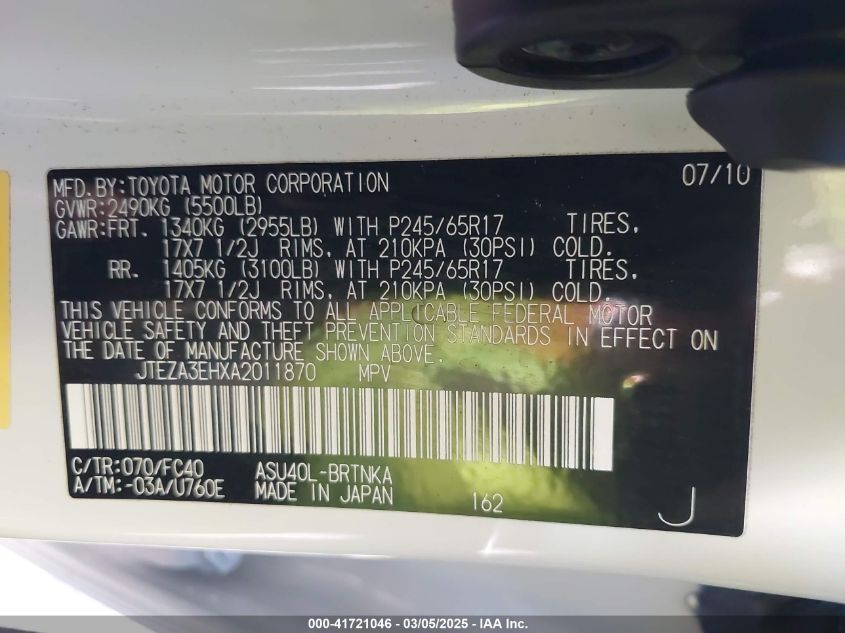 07/10
MFD.BY:TOYOTA MOTOR CORPORATION
GVWR:2490KG (5500LB)
GAWR:FRT. 1340KG (2955LB) WITH P245/65R17 TIRES,
17X7 1/2J RIMS, AT 210KPA (30PSI) COLD.
RR. 1405KG (3100LB) WITH P245/65R17 TIRES,
17X7 1/2J RIMS, AT 210KPA (30PSI) COLD.
THIS VEHICLE CONFORMS TO ALL APPLICABLE FEDERAL MOTOR
VEHICLE SAFETY AND THEFT PREVENTION STANDARDS IN EFFECT ON
THE DATE OF MANUFACTURE SHOWN ABOVE.
JTEZA3EHXA2011870 MPV
C/TR:070/FC40 ASU40L-BRTNKA
A/TM:-03A/U760E MADE IN JAPAN 162 J
000-41721046 - 03/05/2025 - IAA Inc.